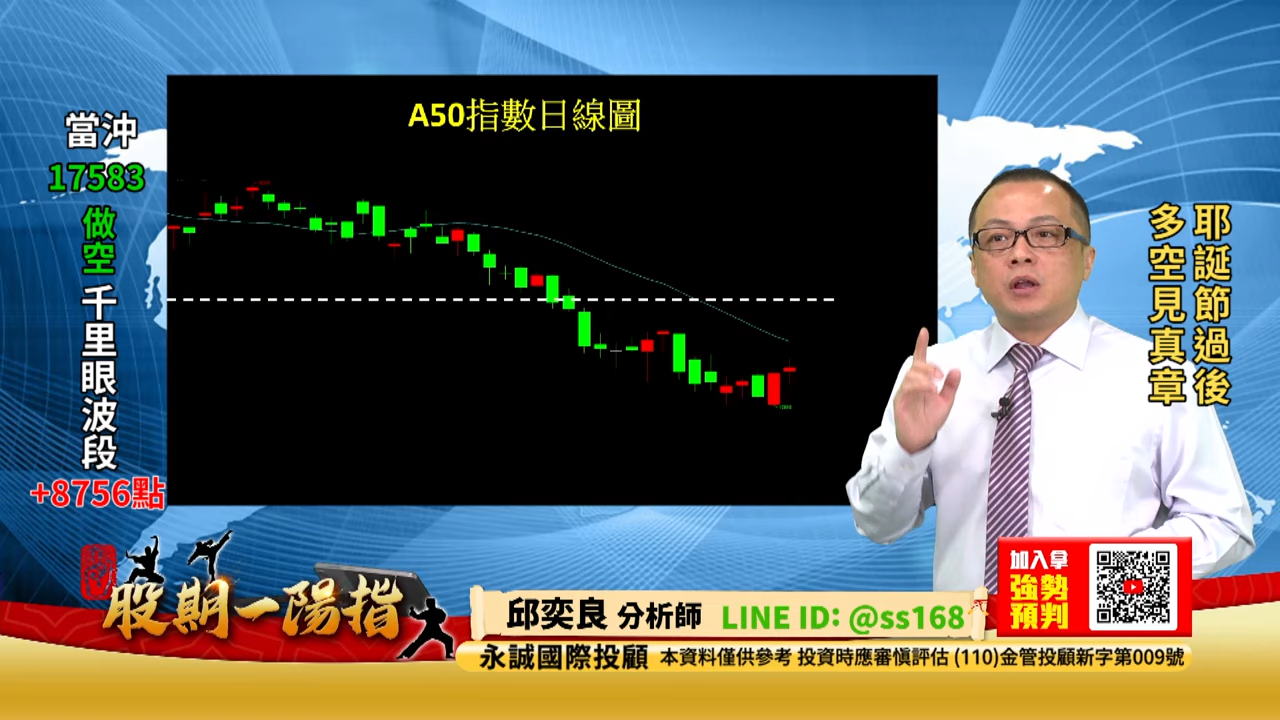 A50指數日線圖
當沖
17583
做空
千里眼波段
+8756點
耶誕節過後
多空見真章
股期一陽指
加入拿
強勢
預判
邱奕良 分析師 LINE ID: @ss168
永誠國際投顧 本資料僅供參考 投資時應審慎評估 (110)金管投顧新字第009號